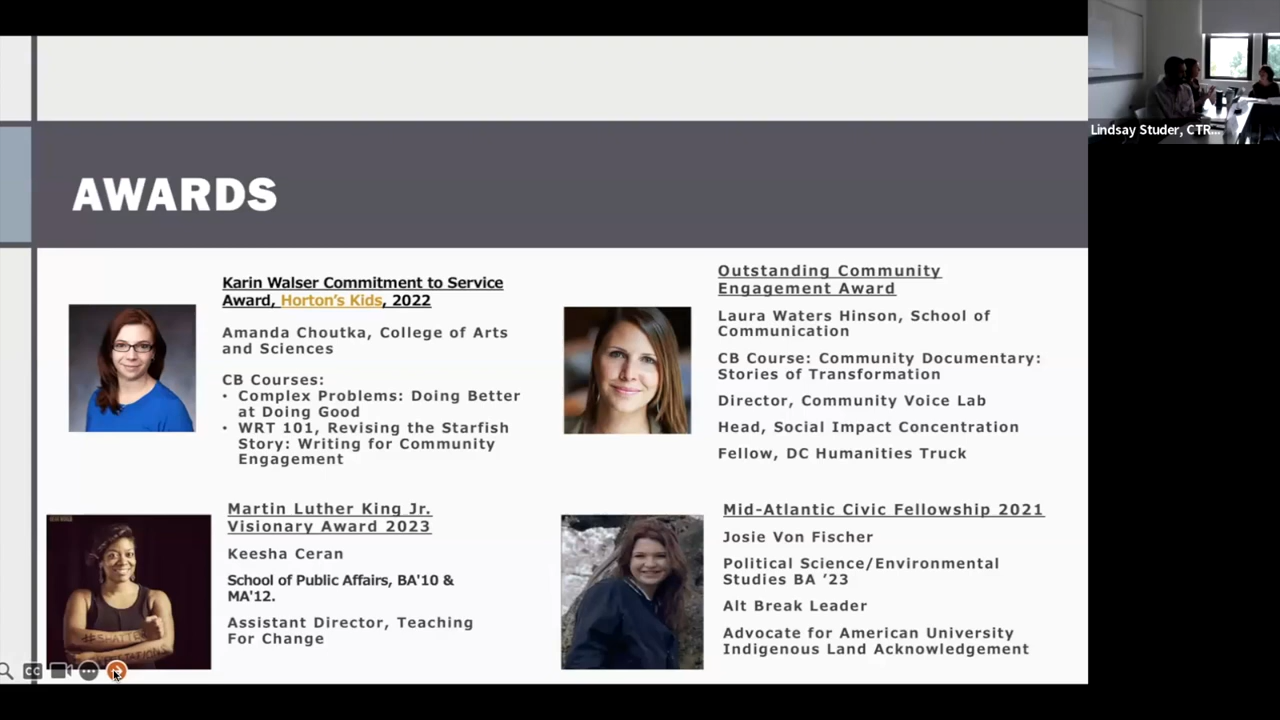 Lindsay Studer, CTR...
AWARDS
Karin Walser Commitment to Service
Award, Horton's Kids, 2022
Amanda Choutka, College of Arts
and Sciences
CB Courses:
• Complex Problems: Doing Better
at Doing Good
• WRT 101, Revising the Starfish
Story: Writing for Community
Engagement
Outstanding Community
Engagement Award
Laura Waters Hinson, School of
Communication
CB Course: Community Documentary:
Stories of Transformation
Director, Community Voice Lab
Head, Social Impact Concentration
Fellow, DC Humanities Truck
Martin Luther King Jr.
Visionary Award 2023
Keesha Ceran
School of Public Affairs, BA'10 &
MA'12.
Assistant Director, Teaching
For Change
Mid-Atlantic Civic Fellowship 2021
Josie Von Fischer
Political Science/Environmental
Studies BA ’23
Alt Break Leader
Advocate for American University
Indigenous Land Acknowledgement
CC